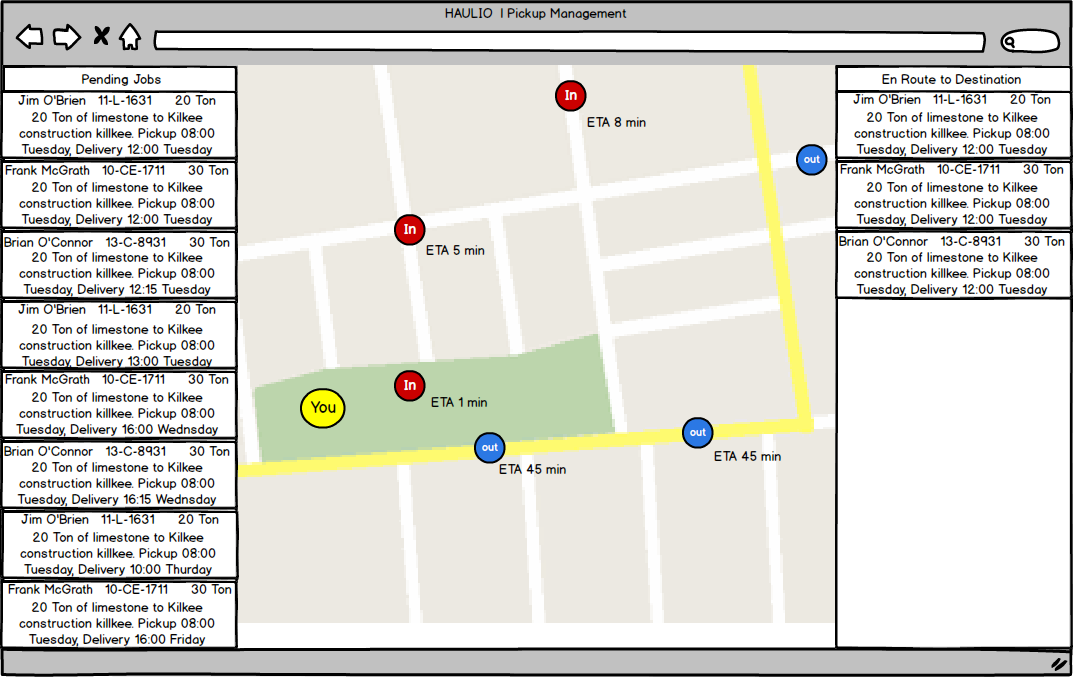 HAULIO | Pickup Management
Pending Jobs
Jim O'Brien 11-L-1631 20 Ton
20 Ton of limestone to Kilkee
construction killkee. Pickup 08:00
Tuesday, Delivery 12:00 Tuesday
Frank McGrath 10-CE-1711 30 Ton
20 Ton of limestone to Kilkee
construction killkee. Pickup 08:00
Tuesday, Delivery 12:00 Tuesday
Brian O'Connor 13-C-8931 30 Ton
20 Ton of limestone to Kilkee
construction killkee. Pickup 08:00
Tuesday, Delivery 12:15 Tuesday
Jim O'Brien 11-L-1631 20 Ton
20 Ton of limestone to Kilkee
construction killkee. Pickup 08:00
Tuesday, Delivery 13:00 Tuesday
Frank McGrath 10-CE-1711 30 Ton
20 Ton of limestone to Kilkee
construction killkee. Pickup 08:00
Tuesday, Delivery 16:00 Wednsday
Brian O'Connor 13-C-8931 30 Ton
20 Ton of limestone to Kilkee
construction killkee. Pickup 08:00
Tuesday, Delivery 16:15 Wednsday
Jim O'Brien 11-L-1631 20 Ton
20 Ton of limestone to Kilkee
construction killkee. Pickup 08:00
Tuesday, Delivery 10:00 Thurday
Frank McGrath 10-CE-1711 30 Ton
20 Ton of limestone to Kilkee
construction killkee. Pickup 08:00
Tuesday, Delivery 16:00 Friday
In
ETA 8 min
out
In
ETA 5 min
In
ETA 1 min
You
out
ETA 45 min
out
ETA 45 min
En Route to Destination
Jim O'Brien 11-L-1631 20 Ton
20 Ton of limestone to Kilkee
construction killkee. Pickup 08:00
Tuesday, Delivery 12:00 Tuesday
Frank McGrath 10-CE-1711 30 Ton
20 Ton of limestone to Kilkee
construction killkee. Pickup 08:00
Tuesday, Delivery 12:00 Tuesday
Brian O'Connor 13-C-8931 30 Ton
20 Ton of limestone to Kilkee
construction killkee. Pickup 08:00
Tuesday, Delivery 12:00 Tuesday